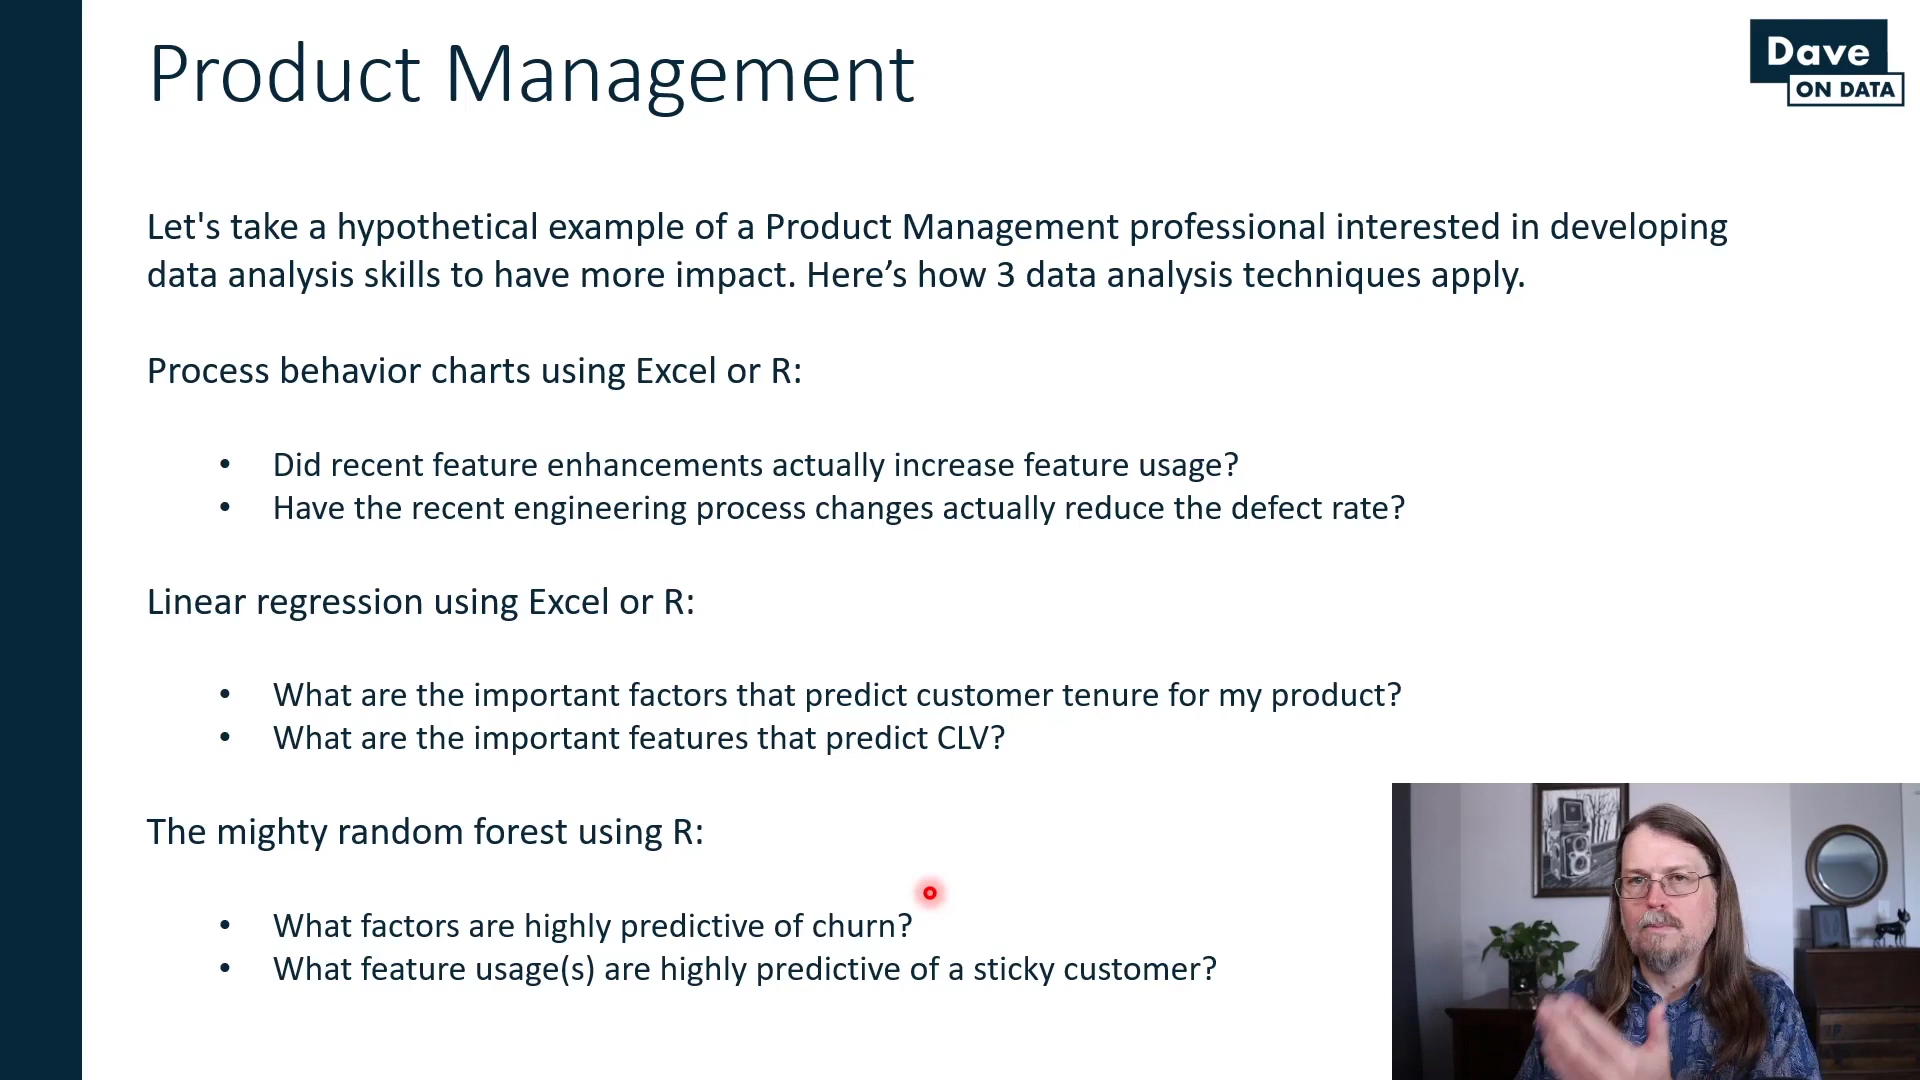 Product Management
Dave
ON DATA
Let's take a hypothetical example of a Product Management professional interested in developing
data analysis skills to have more impact. Here’s how 3 data analysis techniques apply.
Process behavior charts using Excel or R:
• Did recent feature enhancements actually increase feature usage?
• Have the recent engineering process changes actually reduce the defect rate?
Linear regression using Excel or R:
• What are the important factors that predict customer tenure for my product?
• What are the important features that predict CLV?
The mighty random forest using R:
• What factors are highly predictive of churn?
• What feature usage(s) are highly predictive of a sticky customer?